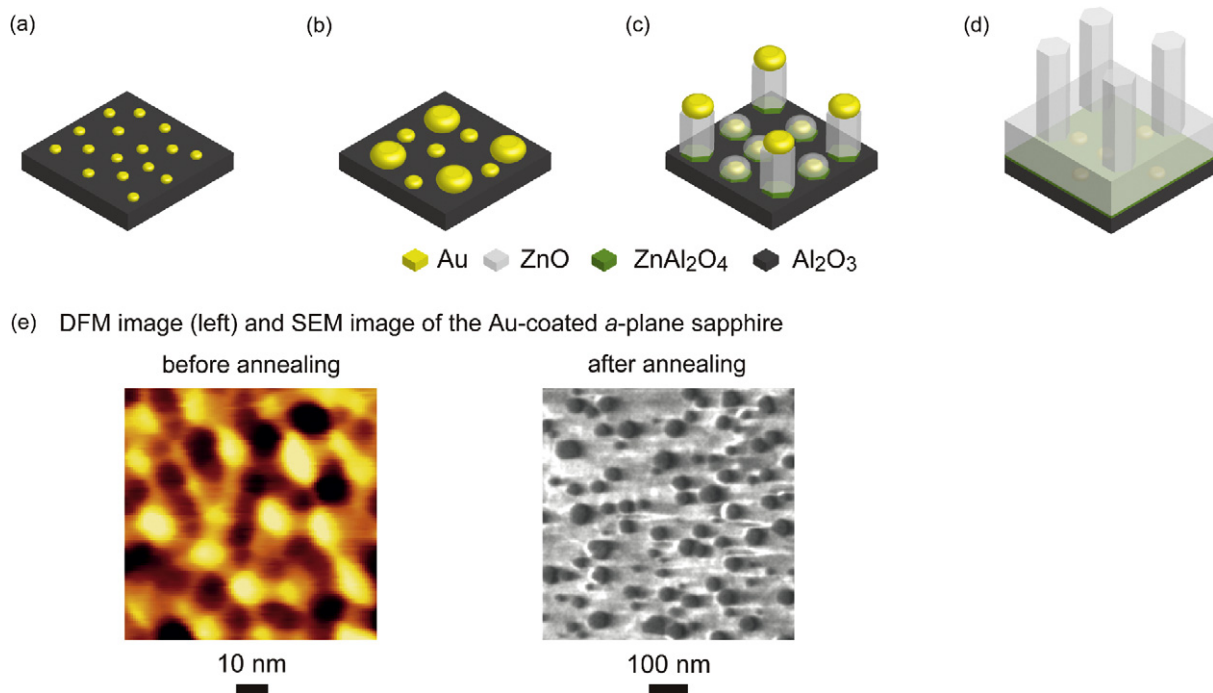 (a)
(b)
(c)
(d)
Au ZnO ZnAl₂O₄ Al₂O₃
(e) DFM image (left) and SEM image of the Au-coated a-plane sapphire
before annealing
after annealing
10 nm
100 nm